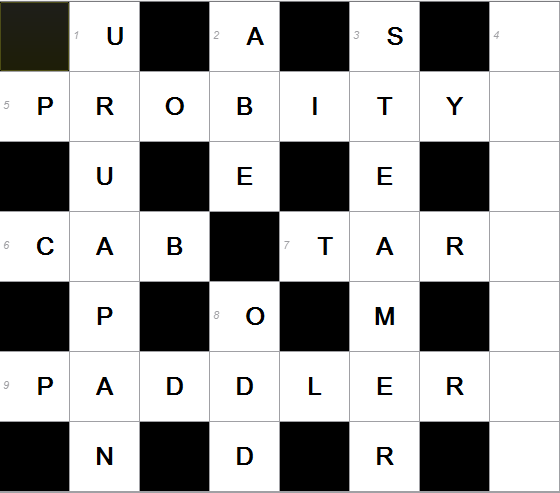 1 U 2 A 3 S 4
5 P R O B I T Y
U E E
6 C A B 7 T A R
P 8 O M
9 P A D D L E R
N D R